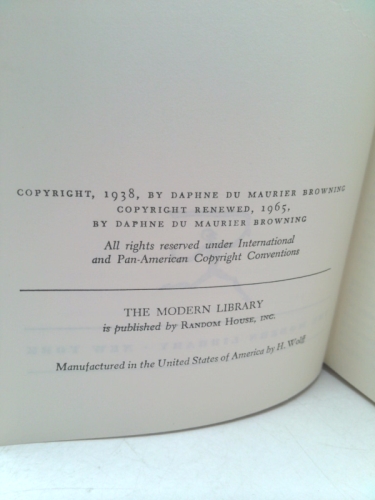 COPYRIGHT, 1938, BY DAPHNE DU MAURIER BROWNING
COPYRIGHT RENEWED, 1965,
BY DAPHNE DU MAURIER BROWNING
All rights reserved under International
and Pan-American Copyright Conventions
THE MODERN LIBRARY
is published by RANDOM HOUSE, INC.
Manufactured in the United States of America by H. Wolff